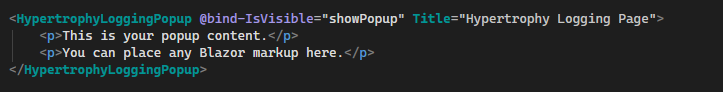 <HypertrophyLoggingPopup @bind-IsVisible="showPopup" Title="Hypertrophy Logging Page">
    <p>This is your popup content.</p>
    <p>You can place any Blazor markup here.</p>
</HypertrophyLoggingPopup>